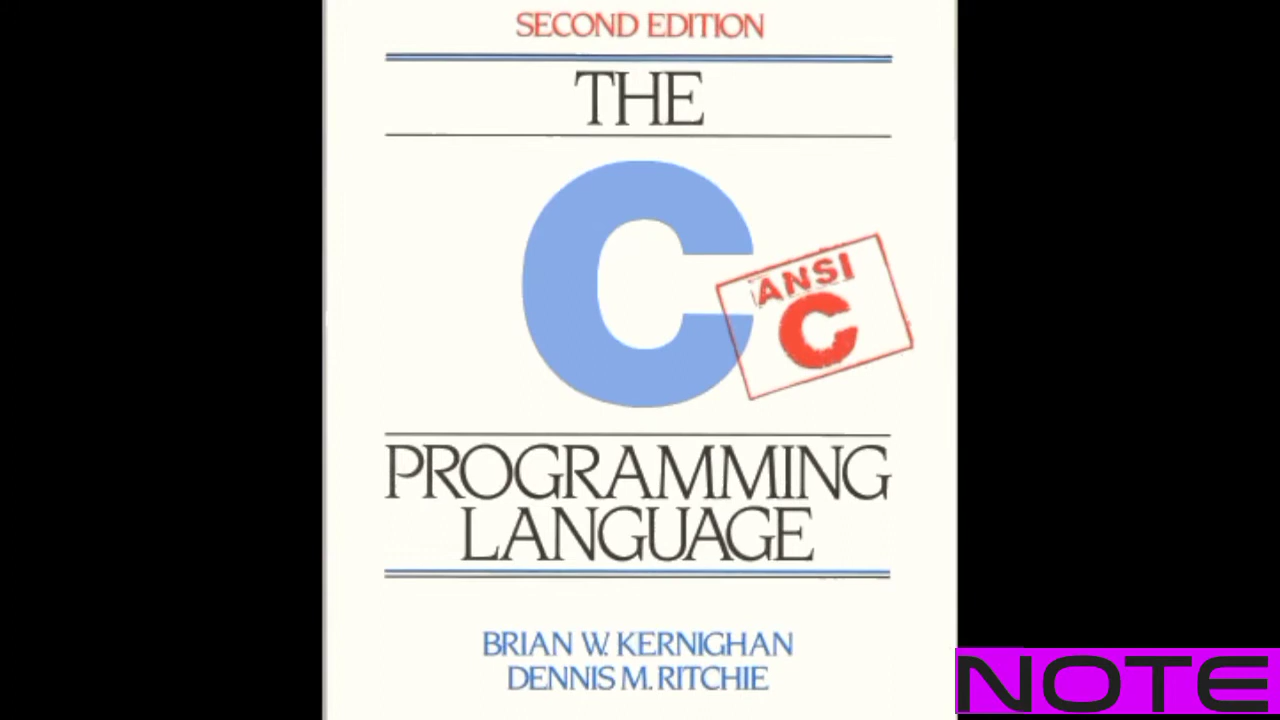 SECOND EDITION
THE
C
ANSI
C
PROGRAMMING
LANGUAGE
BRIAN W. KERNIGHAN
DENNIS M. RITCHIE
NOTE